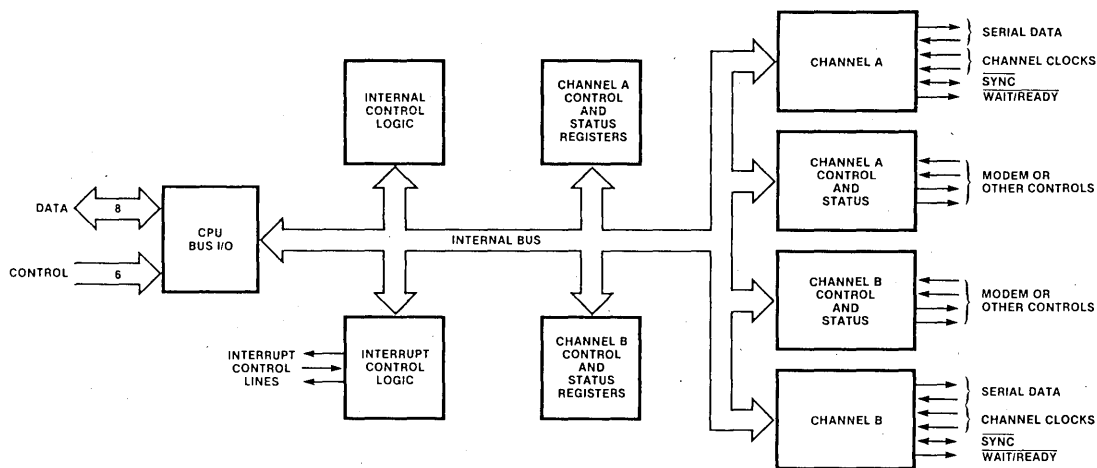 INTERNAL
CONTROL
LOGIC
CHANNEL A
CONTROL
AND
STATUS
REGISTERS
CHANNEL A
SERIAL DATA
CHANNEL CLOCKS
SYNC
WAIT/READY
CHANNEL A
CONTROL
AND
STATUS
MODEM OR
OTHER CONTROLS
DATA
8
CPU
BUS I/O
INTERNAL BUS
CONTROL
6
CHANNEL B
CONTROL
AND
STATUS
MODEM OR
OTHER CONTROLS
INTERRUPT
CONTROL
LINES
INTERRUPT
CONTROL
LOGIC
CHANNEL B
CONTROL
AND
STATUS
REGISTERS
CHANNEL B
SERIAL DATA
CHANNEL CLOCKS
SYNC
WAIT/READY